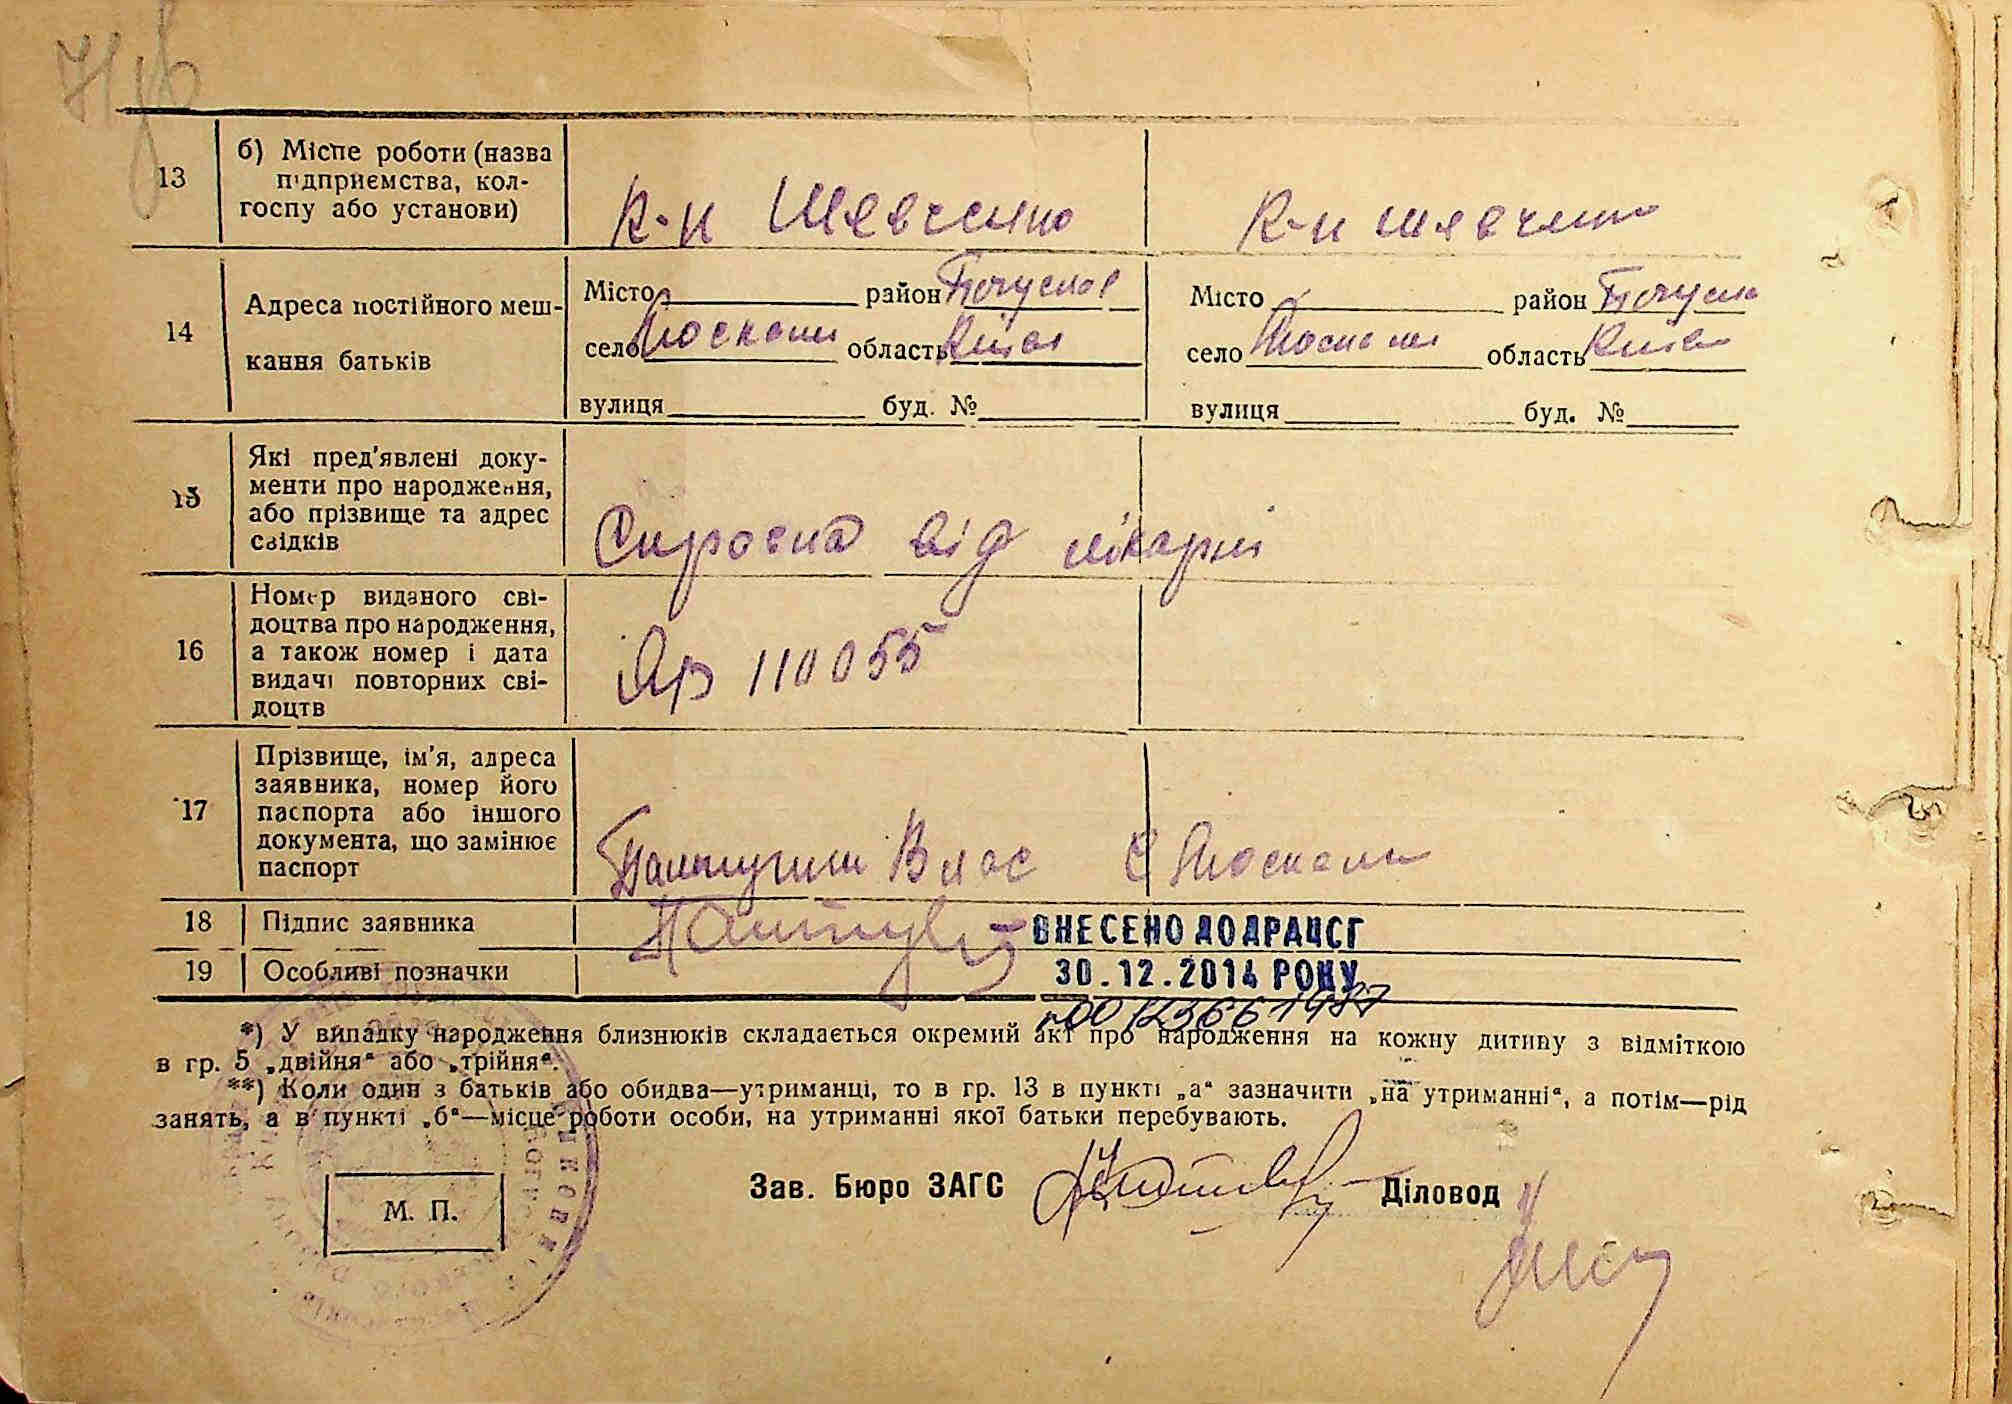 13
б) Місце роботи (назва
підприємства, кол-
госпу або установи)
К-п Шевченко
К-п Шевченко
14
Адреса постійного меш-
кання батьків
Місто район
село область
вулиця буд. №
Місто район
село область
вулиця буд. №
15
Які пред'явлені доку-
менти про народження,
або прізвище та адрес
свідків
Справка від лікарні
16
Номер виданого сві-
доцтва про народження,
а також номер і дата
видачі повторних сві-
доцтв
Яр 110055
17
Прізвище, ім'я, адреса
заявника, номер його
паспорта або іншого
документа, що замінює
паспорт
Влас с
18 Підпис заявника
ВНЕСЕНО ДО ДРАЦСГ
19 Особливі позначки
30.12.2014 РОКУ
*) У випадку народження близнюків складається окремий акт про народження на кожну дитину з відміткою
в гр. 5 „двійня“ або „трійня“.
**) Коли один з батьків або обидва—утриманці, то в гр. 13 в пункті „а“ зазначити „на утриманні“, а потім—рід
занять, а в пункті „б“—місце роботи особи, на утриманні якої батьки перебувають.
Зав. Бюро ЗАГС
Діловод
М. П.